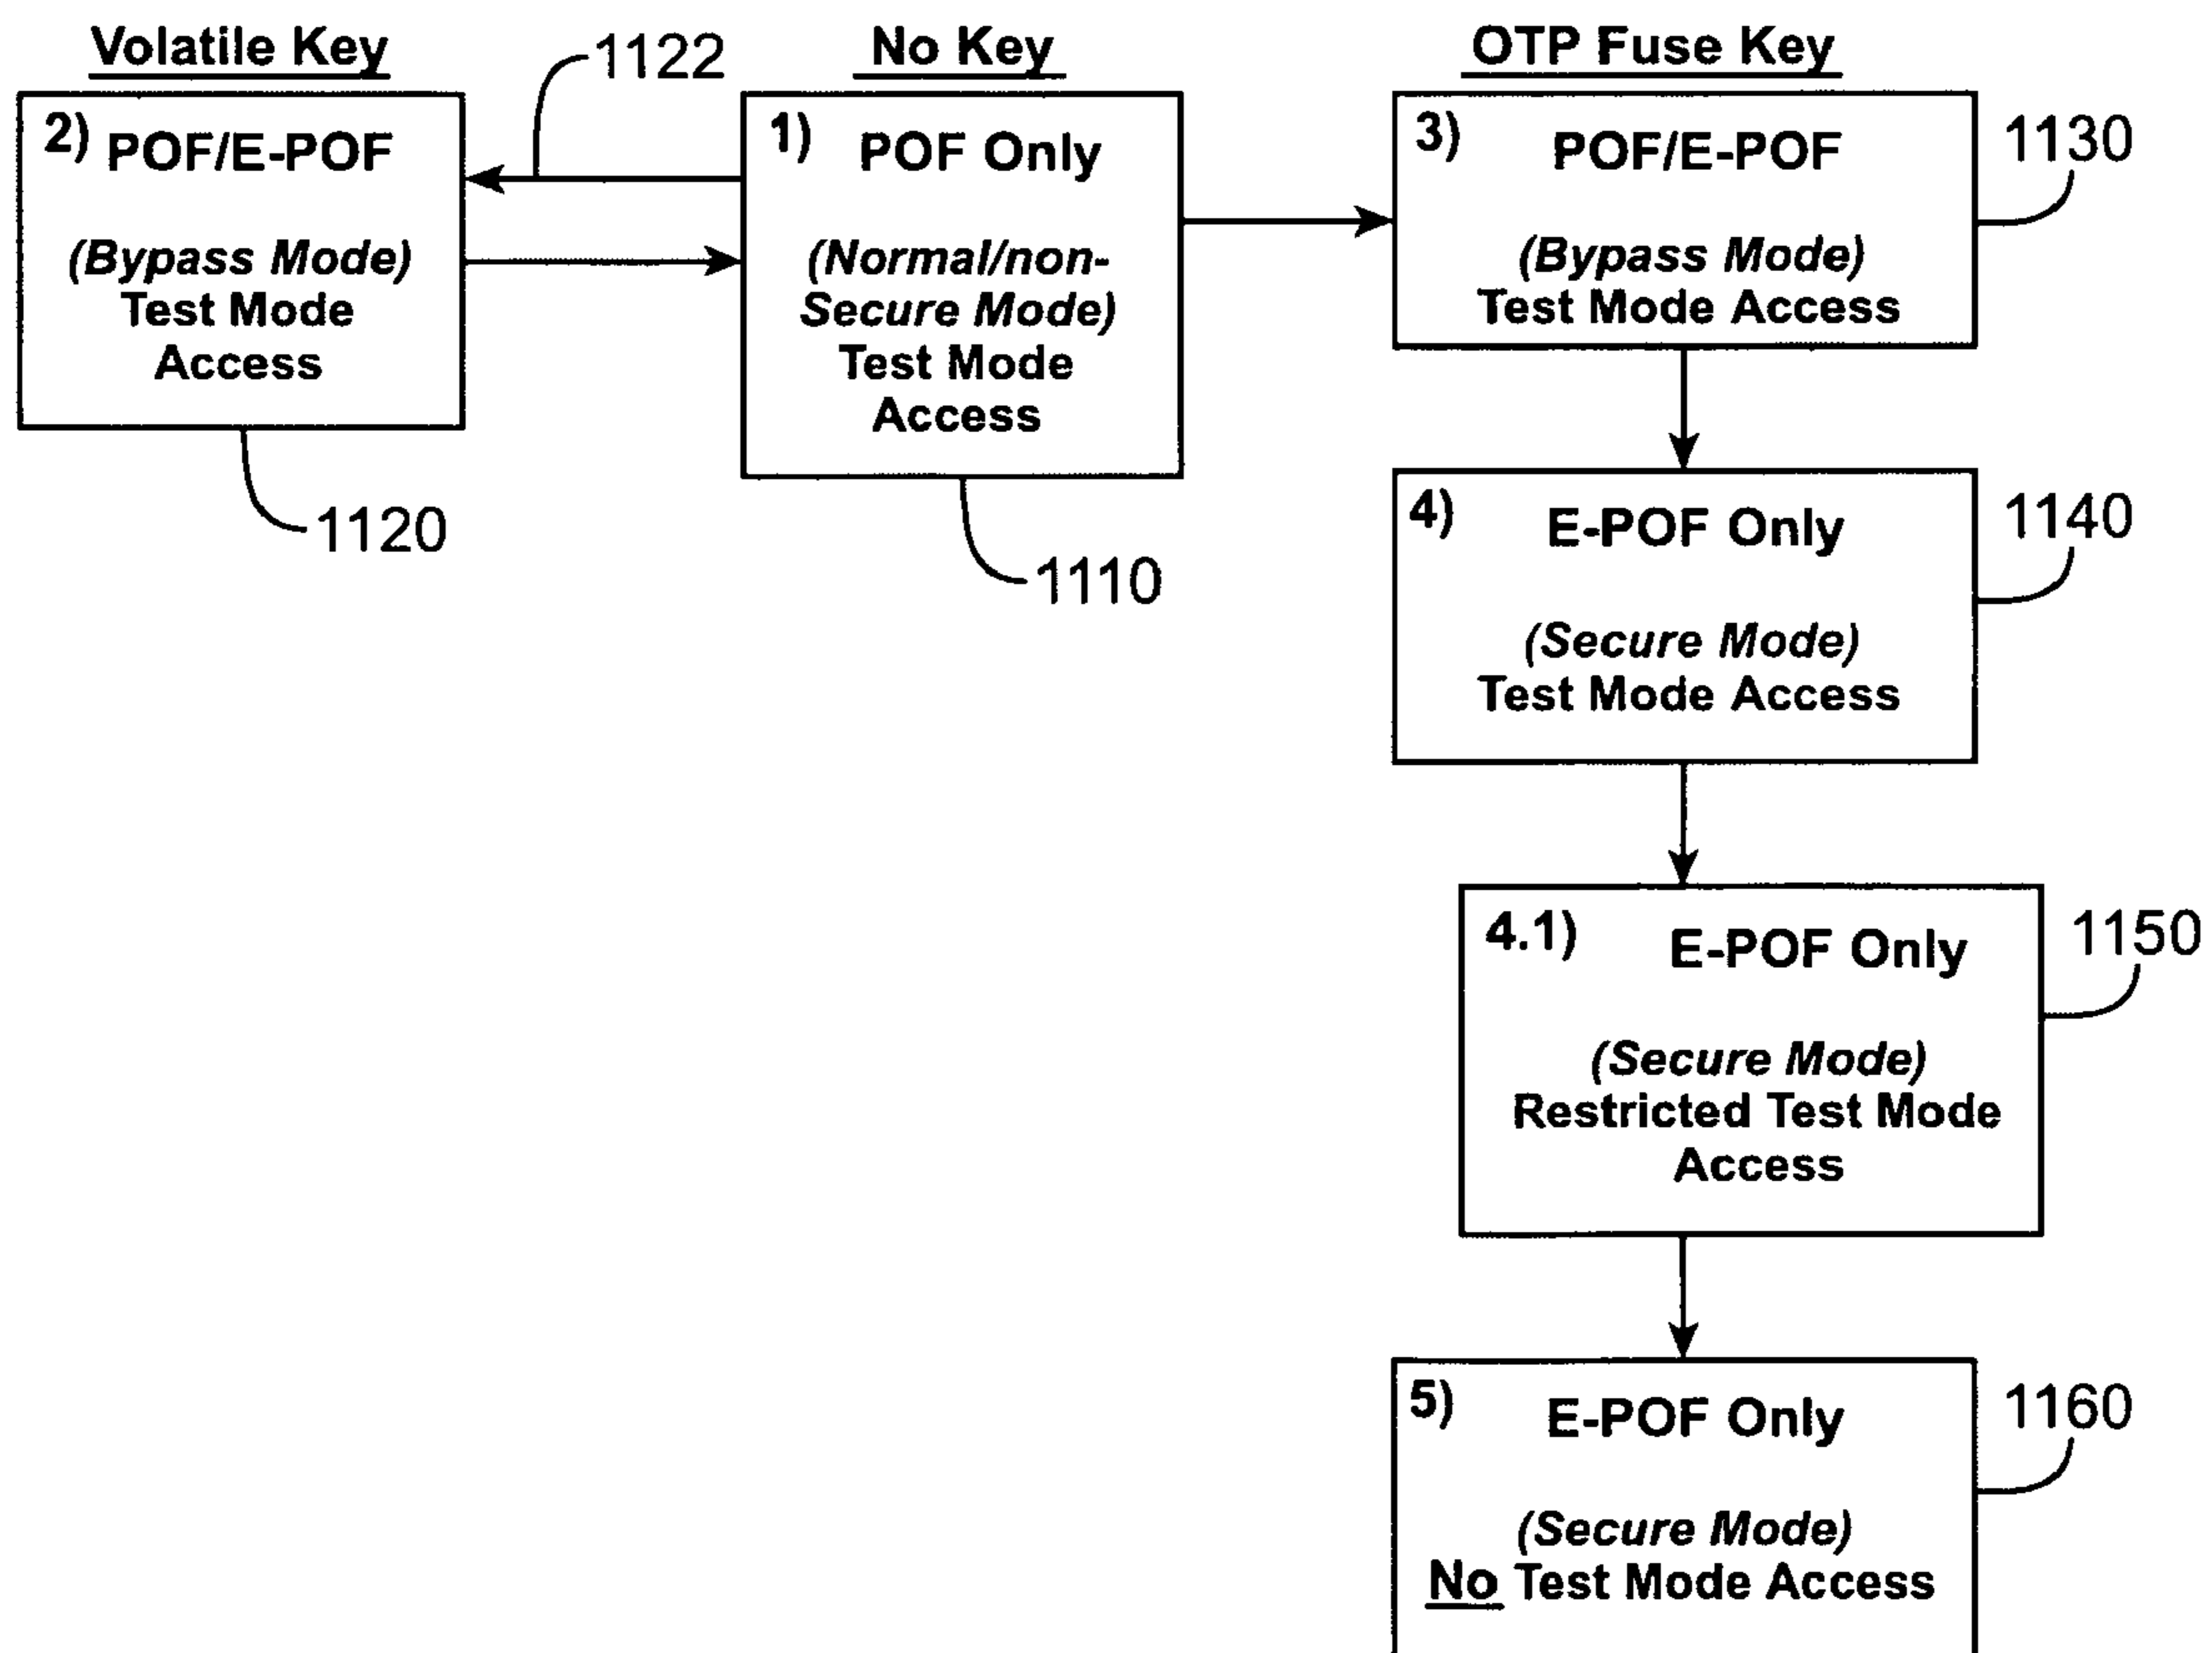 Volatile Key
1122
No Key
OTP Fuse Key
2) POF/E-POF
(Bypass Mode)
Test Mode
Access
1120
1) POF Only
(Normal/non-
Secure Mode)
Test Mode
Access
1110
3) POF/E-POF
(Bypass Mode)
Test Mode Access
1130
4) E-POF Only
(Secure Mode)
Test Mode Access
1140
4.1) E-POF Only
(Secure Mode)
Restricted Test Mode
Access
1150
5) E-POF Only
(Secure Mode)
No Test Mode Access
1160